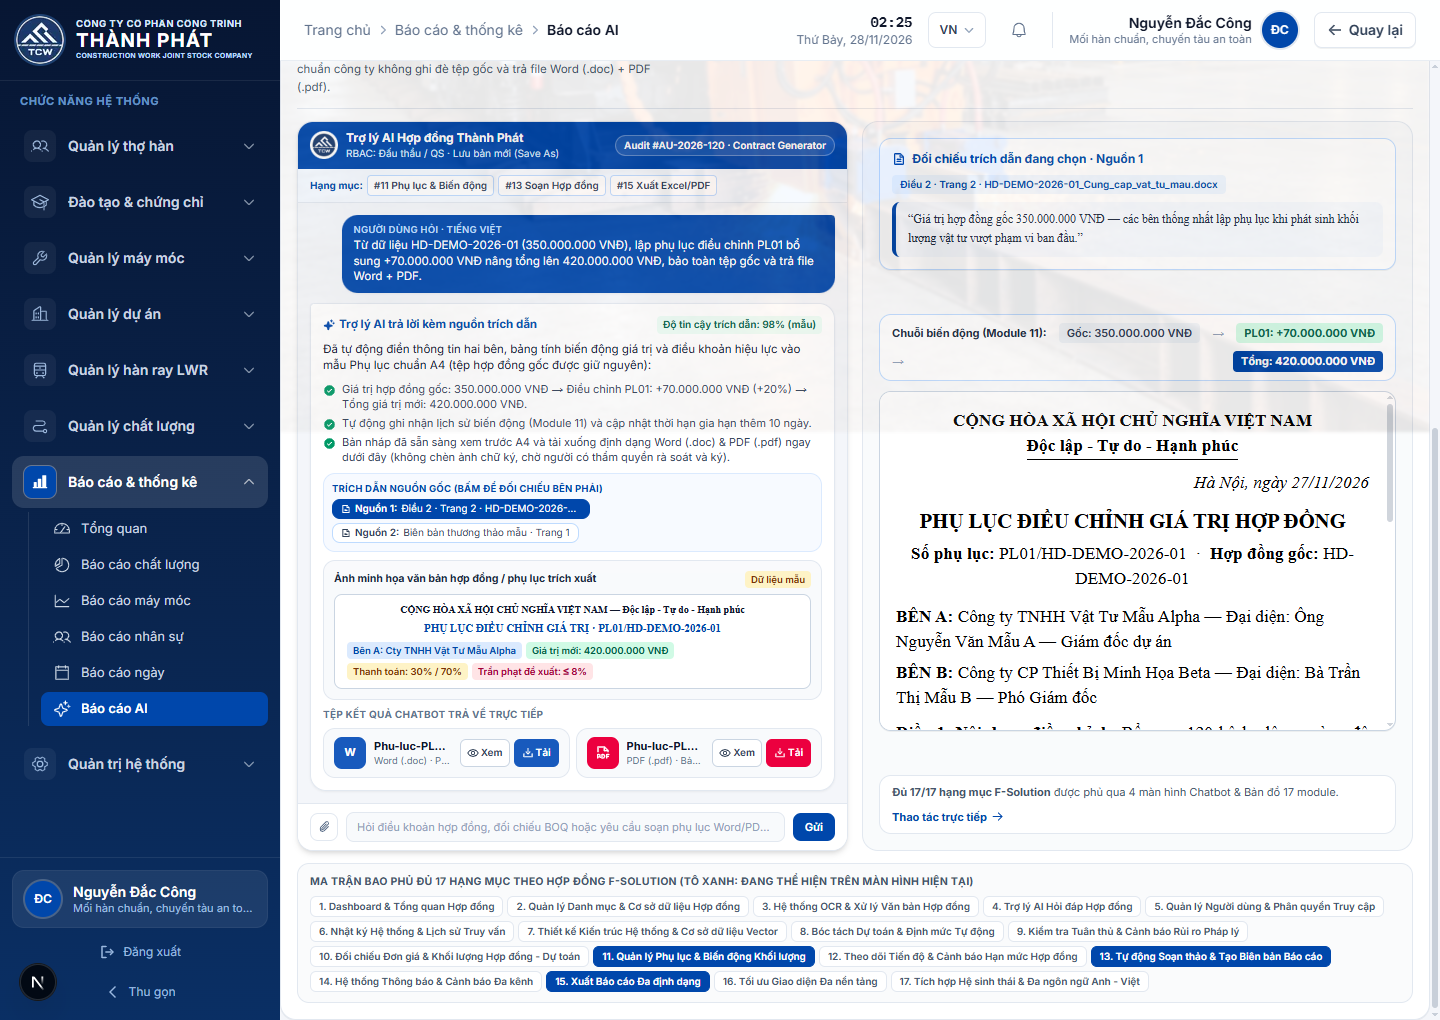 CÔNG TY CỔ PHẦN CÔNG TRÌNH
THÀNH PHÁT
CONSTRUCTION WORK JOINT STOCK COMPANY
TCW
CHỨC NĂNG HỆ THỐNG
Quản lý thợ hàn
Đào tạo & chứng chỉ
Quản lý máy móc
Quản lý dự án
Quản lý hàn ray LWR
Quản lý chất lượng
Báo cáo & thống kê
Tổng quan
Báo cáo chất lượng
Báo cáo máy móc
Báo cáo nhân sự
Báo cáo ngày
Báo cáo AI
Quản trị hệ thống
ĐC
Nguyễn Đắc Công
Mối hàn chuẩn, chuyến tàu an to...
Đăng xuất
N
Thu gọn
Trang chủ > Báo cáo & thống kê > Báo cáo AI
02:25
Thứ Bảy, 28/11/2026
VN
Nguyễn Đắc Công
Mối hàn chuẩn, chuyến tàu an toàn
ĐC
← Quay lại
chuẩn công ty không ghi đè tệp gốc và trả file Word (.doc) + PDF
(.pdf).
TCW
Trợ lý AI Hợp đồng Thành Phát
RBAC: Đấu thầu / QS · Lưu bản mới (Save As)
Audit #AU-2026-120 · Contract Generator
Hạng mục: #11 Phụ lục & Biến động #13 Soạn Hợp đồng #15 Xuất Excel/PDF
NGƯỜI DÙNG HỎI · TIẾNG VIỆT
Từ dữ liệu HD-DEMO-2026-01 (350.000.000 VNĐ), lập phụ lục điều chỉnh PL01 bổ
sung +70.000.000 VNĐ nâng tổng lên 420.000.000 VNĐ, bảo toàn tệp gốc và trả file
Word + PDF.
Trợ lý AI trả lời kèm nguồn trích dẫn
Độ tin cậy trích dẫn: 98% (mẫu)
Đã tự động điền thông tin hai bên, bảng tính biến động giá trị và điều khoản hiệu lực vào
mẫu Phụ lục chuẩn A4 (tệp hợp đồng gốc được giữ nguyên):
Giá trị hợp đồng gốc: 350.000.000 VNĐ → Điều chỉnh PL01: +70.000.000 VNĐ (+20%) →
Tổng giá trị mới: 420.000.000 VNĐ.
Tự động ghi nhận lịch sử biến động (Module 11) và cập nhật thời hạn gia hạn thêm 10 ngày.
Bản nháp đã sẵn sàng xem trước A4 và tải xuống định dạng Word (.doc) & PDF (.pdf) ngay
dưới đây (không chèn ảnh chữ ký, chờ người có thẩm quyền rà soát và ký).
TRÍCH DẪN NGUỒN GỐC (BẤM ĐỂ ĐỐI CHIẾU BÊN PHẢI)
Nguồn 1: Điều 2 · Trang 2 · HD-DEMO-2026-...
Nguồn 2: Biên bản thương thảo mẫu · Trang 1
Ảnh minh họa văn bản hợp đồng / phụ lục trích xuất
Dữ liệu mẫu
CỘNG HÒA XÃ HỘI CHỦ NGHĨA VIỆT NAM — Độc lập - Tự do - Hạnh phúc
PHỤ LỤC ĐIỀU CHỈNH GIÁ TRỊ · PL01/HD-DEMO-2026-01
Bên A: Cty TNHH Vật Tư Mẫu Alpha
Giá trị mới: 420.000.000 VNĐ
Thanh toán: 30% / 70%
Trần phạt đề xuất: ≤ 8%
TỆP KẾT QUẢ CHATBOT TRẢ VỀ TRỰC TIẾP
W
Phu-luc-PL...
Word (.doc) · P...
Xem
Tải
PDF
Phu-luc-PL...
PDF (.pdf) · Bả...
Xem
Tải
Hỏi điều khoản hợp đồng, đối chiếu BOQ hoặc yêu cầu soạn phụ lục Word/PD...
Gửi
Đối chiếu trích dẫn đang chọn · Nguồn 1
Điều 2 · Trang 2 · HD-DEMO-2026-01_Cung_cap_vat_tu_mau.docx
“Giá trị hợp đồng gốc 350.000.000 VNĐ — các bên thống nhất lập phụ lục khi phát sinh khối
lượng vật tư vượt phạm vi ban đầu.”
Chuỗi biến động (Module 11): Gốc: 350.000.000 VNĐ → PL01: +70.000.000 VNĐ
→ Tổng: 420.000.000 VNĐ
CỘNG HÒA XÃ HỘI CHỦ NGHĨA VIỆT NAM
Độc lập - Tự do - Hạnh phúc
Hà Nội, ngày 27/11/2026
PHỤ LỤC ĐIỀU CHỈNH GIÁ TRỊ HỢP ĐỒNG
Số phụ lục: PL01/HD-DEMO-2026-01 · Hợp đồng gốc: HD-
DEMO-2026-01
BÊN A: Công ty TNHH Vật Tư Mẫu Alpha — Đại diện: Ông
Nguyễn Văn Mẫu A — Giám đốc dự án
BÊN B: Công ty CP Thiết Bị Minh Họa Beta — Đại diện: Bà Trần
Thị Mẫu B — Phó Giám đốc
Đủ 17/17 hạng mục F-Solution được phủ qua 4 màn hình Chatbot & Bản đồ 17 module.
Thao tác trực tiếp →
MA TRẬN BAO PHỦ ĐỦ 17 HẠNG MỤC THEO HỢP ĐỒNG F-SOLUTION (TÔ XANH: ĐANG THỂ HIỆN TRÊN MÀN HÌNH HIỆN TẠI)
1. Dashboard & Tổng quan Hợp đồng
2. Quản lý Danh mục & Cơ sở dữ liệu Hợp đồng
3. Hệ thống OCR & Xử lý Văn bản Hợp đồng
4. Trợ lý AI Hỏi đáp Hợp đồng
5. Quản lý Người dùng & Phân quyền Truy cập
6. Nhật ký Hệ thống & Lịch sử Truy vấn
7. Thiết kế Kiến trúc Hệ thống & Cơ sở dữ liệu Vector
8. Bóc tách Dự toán & Định mức Tự động
9. Kiểm tra Tuân thủ & Cảnh báo Rủi ro Pháp lý
10. Đối chiếu Đơn giá & Khối lượng Hợp đồng - Dự toán
11. Quản lý Phụ lục & Biến động Khối lượng
12. Theo dõi Tiến độ & Cảnh báo Hạn mức Hợp đồng
13. Tự động Soạn thảo & Tạo Biên bản Báo cáo
14. Hệ thống Thông báo & Cảnh báo Đa kênh
15. Xuất Báo cáo Đa định dạng
16. Tối ưu Giao diện Đa nền tảng
17. Tích hợp Hệ sinh thái & Đa ngôn ngữ Anh - Việt